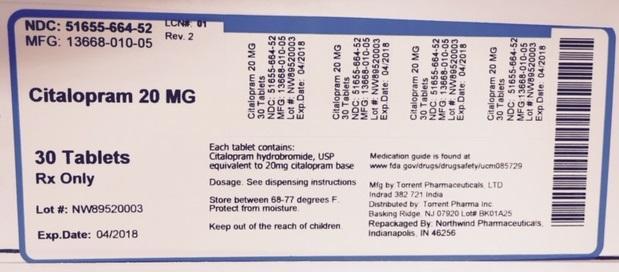 NDC: 51655-664-52
MFG: 13668-010-05
LCN#: 01
Rev. 2
Citalopram 20 MG
30 Tablets
Rx Only
Lot #: NW89520003
Exp.Date: 04/2018
Each tablet contains:
Citalopram hydrobromide, USP
equivalent to 20mg citalopram base
Dosage. See dispensing instructions
Store between 68-77 degrees F.
Protect from moisture.
Keep out of the reach of children.
Citalopram 20 MG
30 Tablets
NDC: 51655-664-52
MFG: 13668-010-05
Lot #: NW89520003
Exp.Date: 04/2018
Citalopram 20 MG
30 Tablets
NDC: 51655-664-52
MFG: 13668-010-05
Lot #: NW89520003
Exp.Date: 04/2018
Citalopram 20 MG
30 Tablets
NDC: 51655-664-52
MFG: 13668-010-05
Lot #: NW89520003
Exp.Date: 04/2018
Medication guide is found at
www.fda.gov/drugs/drugsafety/ucm085729
Mfg by Torrent Pharmaceuticals, LTD
Indrad 382 721 India
Distributed by Torrent Pharma Inc.
Basking Ridge, NJ 07920 Lot# BK01A25
Repackaged By: Northwind Pharmaceuticals,
Indianapolis, IN 46256